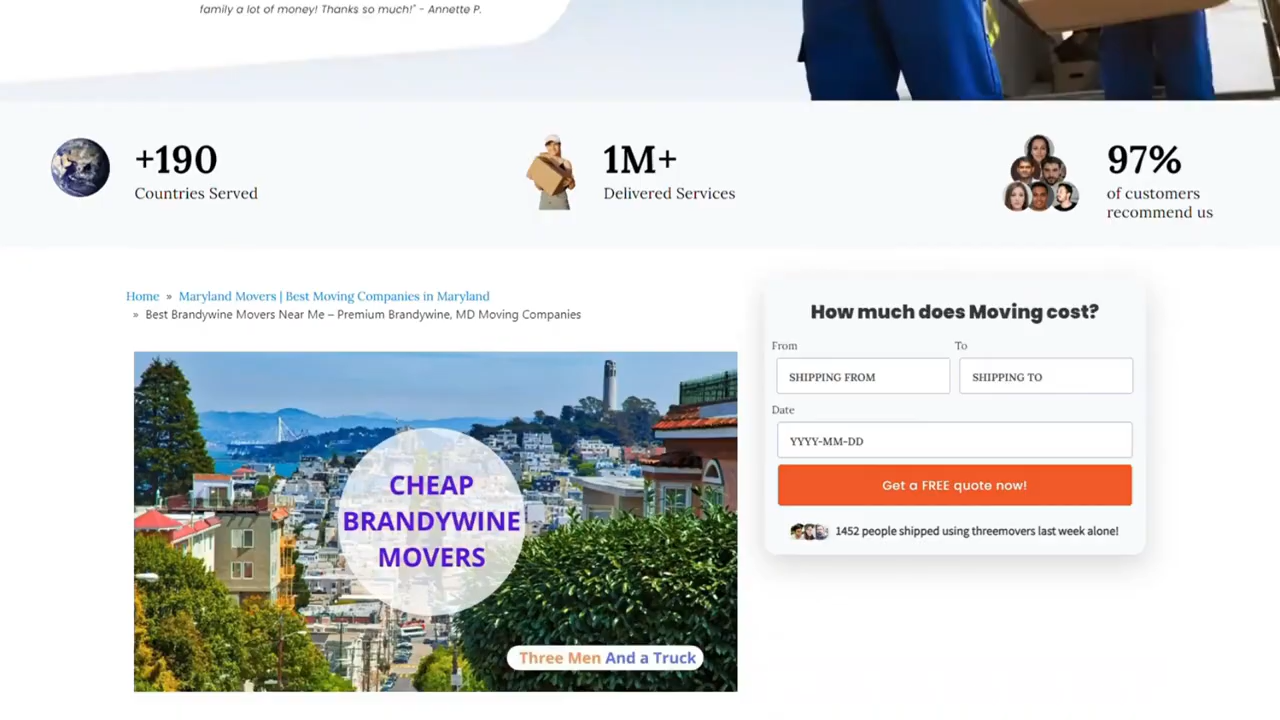 family a lot of money! Thanks so much!" - Annette P.
+190
Countries Served
1M+
Delivered Services
97%
of customers
recommend us
Home » Maryland Movers | Best Moving Companies in Maryland
» Best Brandywine Movers Near Me – Premium Brandywine, MD Moving Companies
CHEAP
BRANDYWINE
MOVERS
Three Men And a Truck
How much does Moving cost?
From To
SHIPPING FROM SHIPPING TO
Date
YYYY-MM-DD
Get a FREE quote now!
1452 people shipped using threemovers last week alone!